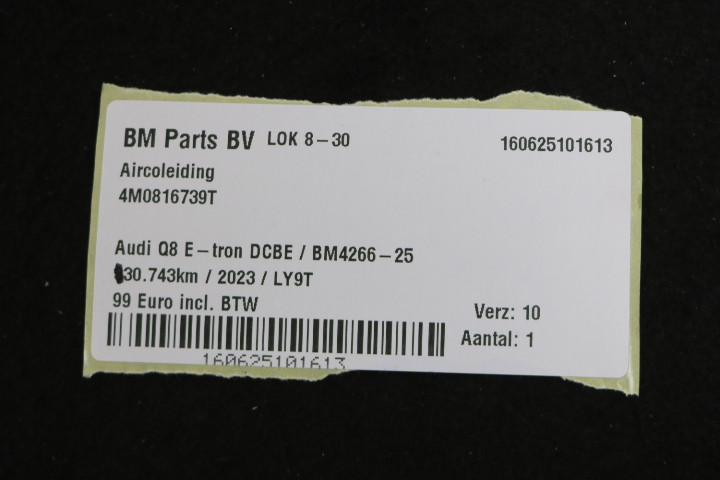 BM Parts BV LOK 8-30 160625101613
Aircoleiding
4M0816739T
Audi Q8 E-tron DCBE / BM4266-25
30.743km / 2023 / LY9T
99 Euro incl. BTW
Verz: 10
Aantal: 1
160625101613